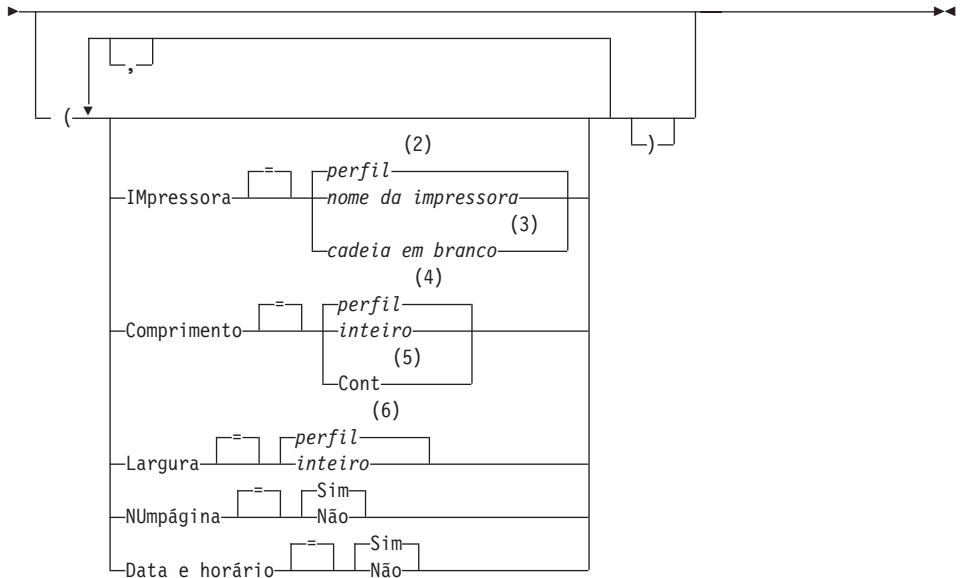 ,
( )
(2)
IMpressora = perfil
nome da impressora
(3)
cadeia em branco
(4)
Comprimento = perfil
inteiro
(5)
Cont
(6)
Largura = perfil
inteiro
NUmpágina = Sim
Não
Data e horário = Sim
Não